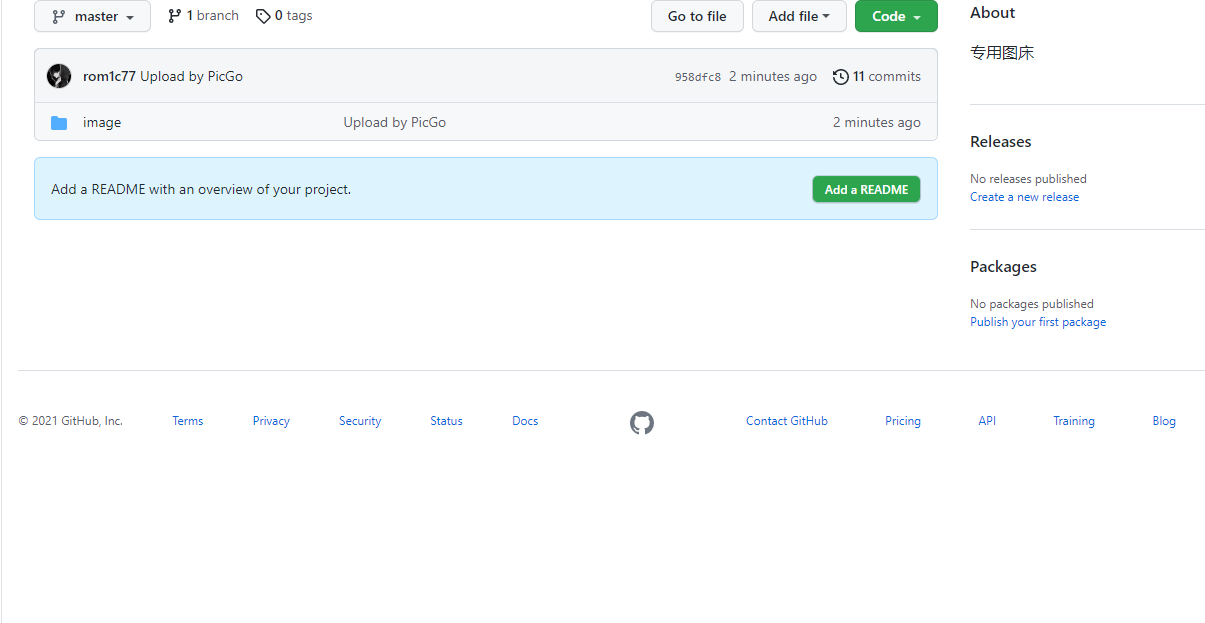 master 1 branch 0 tags Go to file Add file Code
rom1c77 Upload by PicGo 958dfc8 2 minutes ago 11 commits
image Upload by PicGo 2 minutes ago
Add a README with an overview of your project. Add a README
About
专用图床
Releases
No releases published
Create a new release
Packages
No packages published
Publish your first package
© 2021 GitHub, Inc. Terms Privacy Security Status Docs Contact GitHub Pricing API Training Blog